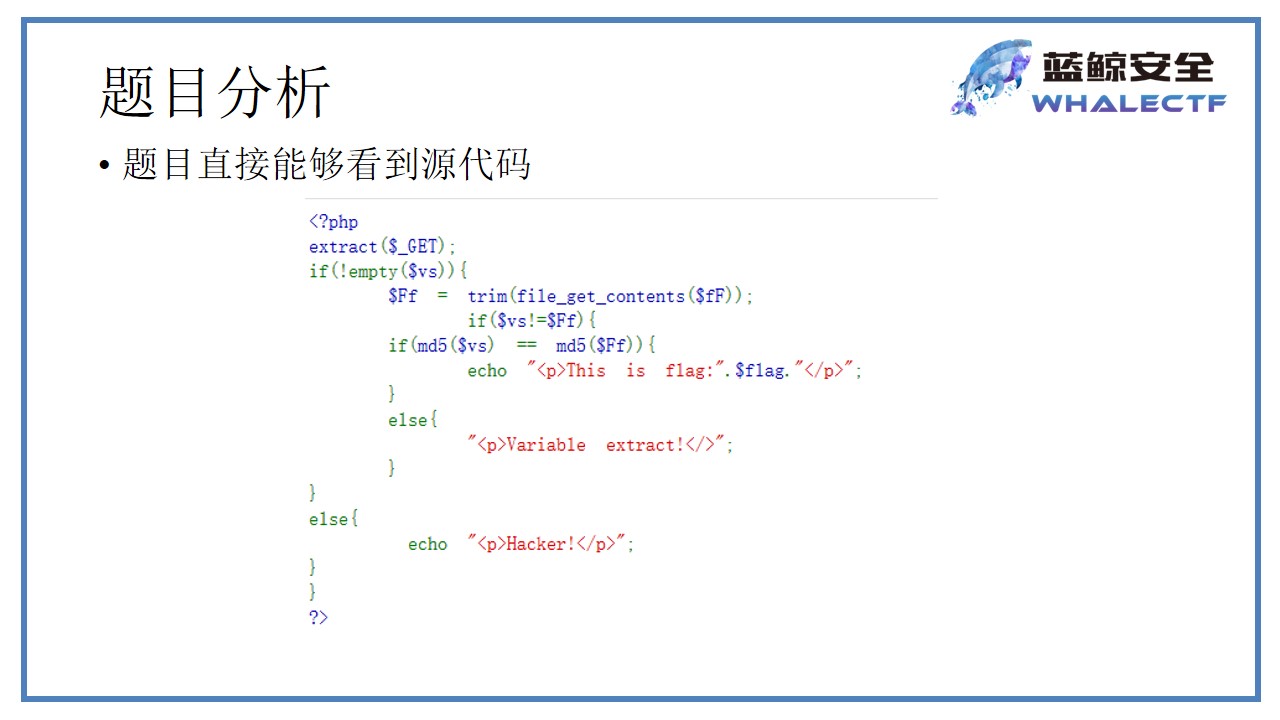 题目分析
蓝鲸安全
WHALECTF
• 题目直接能够看到源代码
<?php
extract($_GET);
if(!empty($vs)){
$Ff = trim(file_get_contents($fF));
if($vs!=$Ff){
if(md5($vs) == md5($Ff)){
echo "<p>This is flag:".$flag."</p>";
}
else{
"<p>Variable extract!</>";
}
}
else{
echo "<p>Hacker!</p>";
}
}
?>